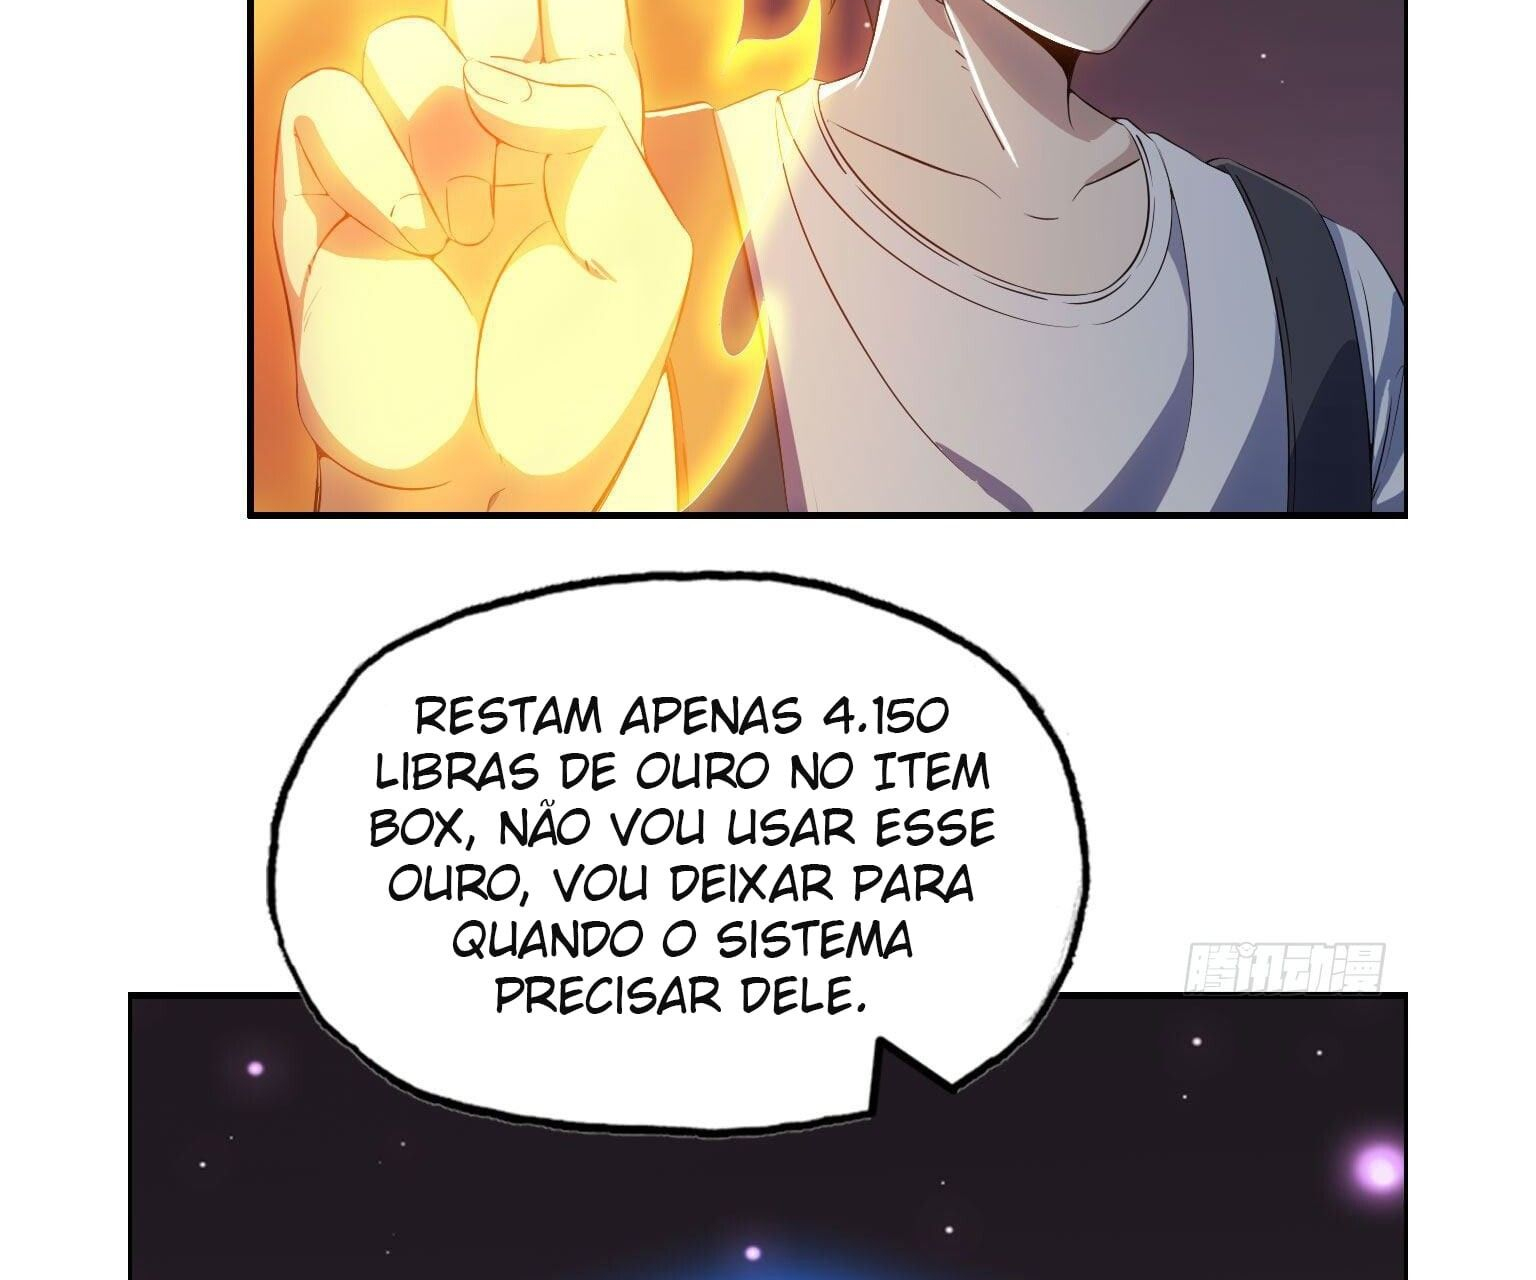 RESTAM APENAS 4.150
LIBRAS DE OURO NO ITEM
BOX, NÃO VOU USAR ESSE
OURO, VOU DEIXAR PARA
QUANDO O SISTEMA
PRECISAR DELE.
腾讯动漫